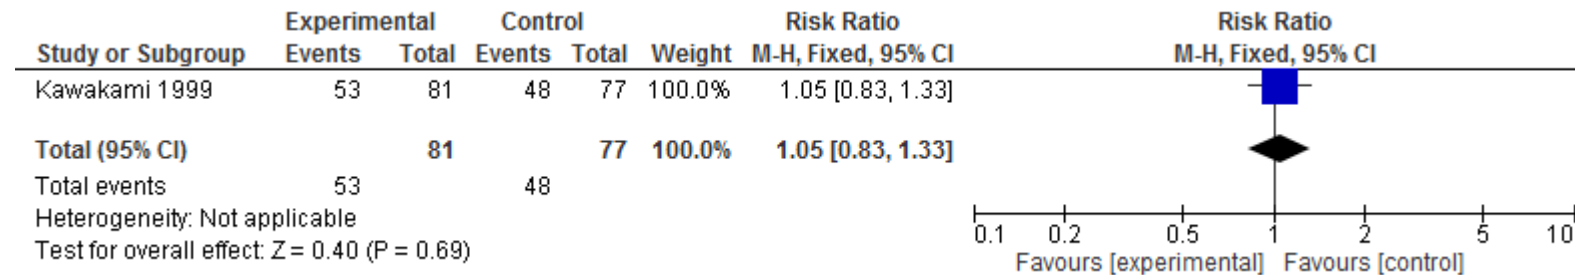 Experimental Control Risk Ratio Risk Ratio
Study or Subgroup Events Total Events Total Weight M-H, Fixed, 95% CI M-H, Fixed, 95% CI
Kawakami 1999 53 81 48 77 100.0% 1.05 [0.83, 1.33]
Total (95% CI) 81 77 100.0% 1.05 [0.83, 1.33]
Total events 53 48
Heterogeneity: Not applicable
Test for overall effect: Z = 0.40 (P = 0.69)
0.1 0.2 0.5 1 2 5 10
Favours [experimental] Favours [control]